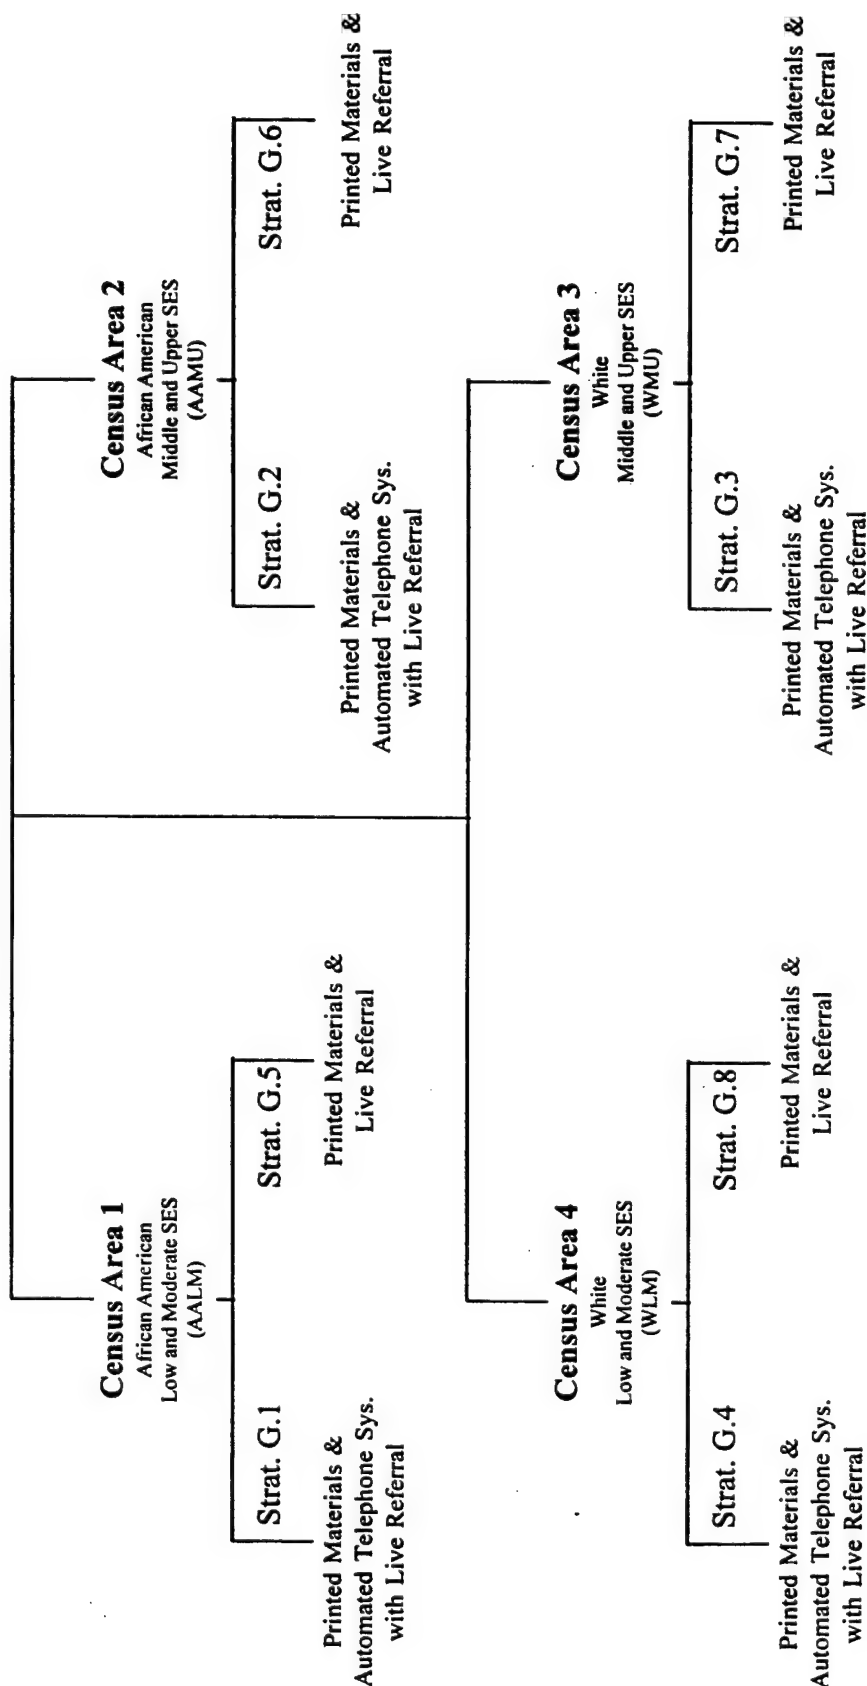 Census Area 1
African American
Low and Moderate SES
(AALM)
Strat. G.1
Printed Materials &
Automated Telephone Sys.
with Live Referral
Strat. G.5
Printed Materials &
Live Referral
Census Area 2
African American
Middle and Upper SES
(AAMU)
Strat. G.2
Printed Materials &
Automated Telephone Sys.
with Live Referral
Strat. G.6
Printed Materials &
Live Referral
Census Area 4
White
Low and Moderate SES
(WLM)
Strat. G.4
Printed Materials &
Automated Telephone Sys.
with Live Referral
Strat. G.8
Printed Materials &
Live Referral
Census Area 3
White
Middle and Upper SES
(WMU)
Strat. G.3
Printed Materials &
Automated Telephone Sys.
with Live Referral
Strat. G.7
Printed Materials &
Live Referral